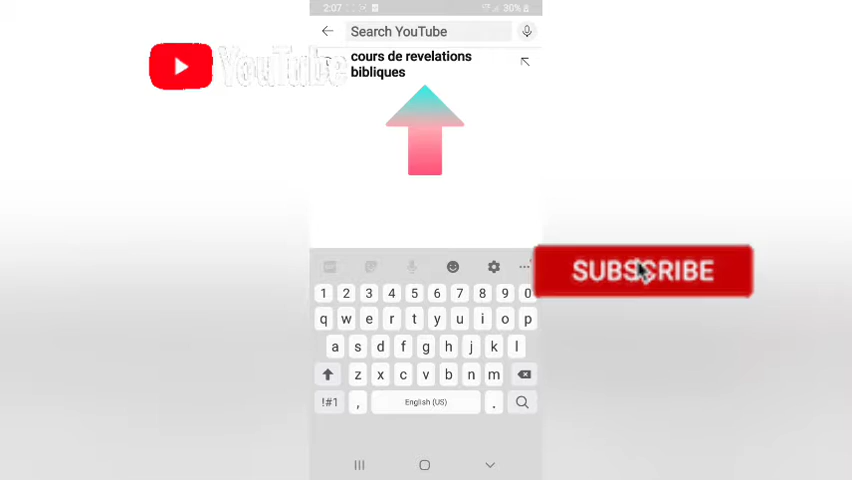 2:07
30%
Search YouTube
cours de revelations
bibliques
YouTube
SUBSCRIBE
1 2 3 4 5 6 7 8 9 0
q w e r t y u i o p
a s d f g h j k l
z x c v b n m
!#1 , English (US) .